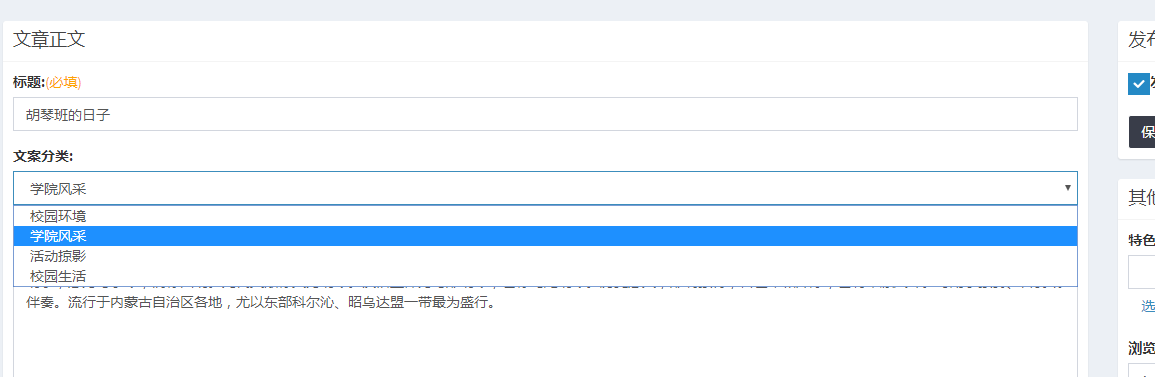 文章正文
标题:(必填)
胡琴班的日子
文案分类:
学院风采
校园环境
学院风采
活动掠影
校园生活
伴奏。流行于内蒙古自治区各地，尤以东部科尔沁、昭乌达盟一带最为盛行。
发布
保
其他
特色
选
浏览